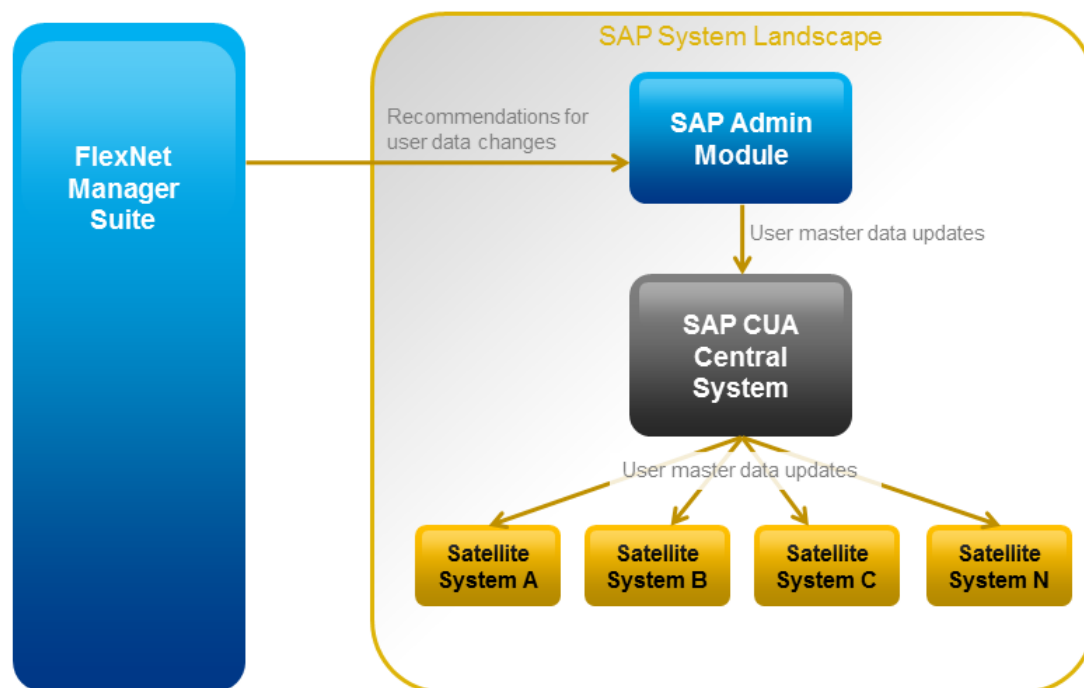 SAP System Landscape
FlexNet
Manager
Suite
Recommendations for
user data changes
SAP Admin
Module
User master data updates
SAP CUA
Central
System
User master data updates
Satellite
System A
Satellite
System B
Satellite
System C
Satellite
System N